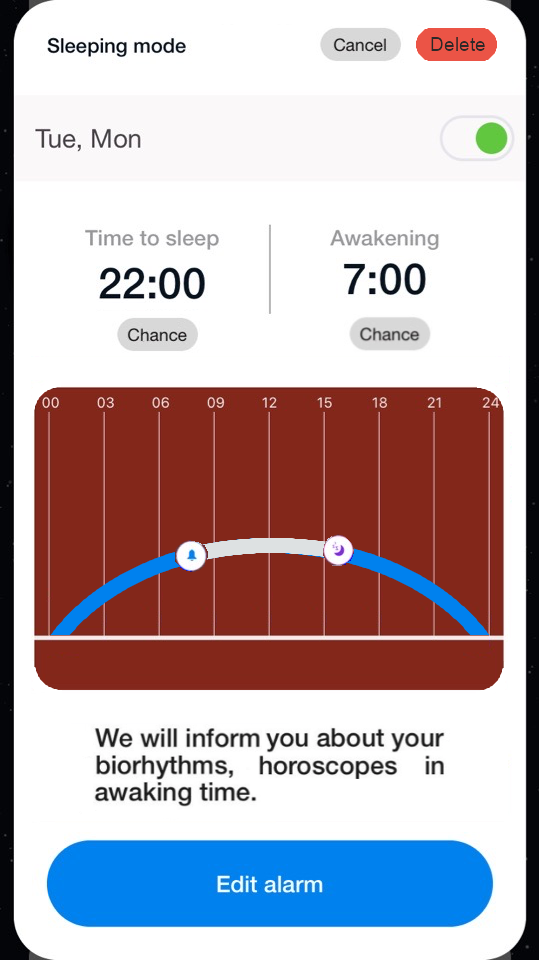 Sleeping mode Cancel Delete
Tue, Mon
Time to sleep Awakening
22:00 7:00
Chance Chance
00 03 06 09 12 15 18 21 24
We will inform you about your
biorhythms, horoscopes in
awaking time.
Edit alarm